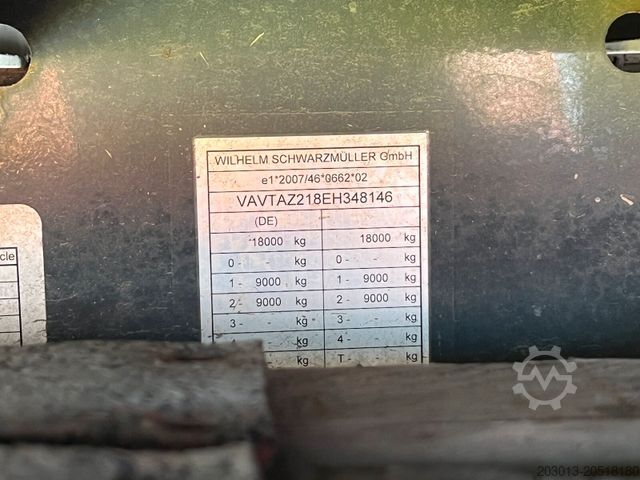 WILHELM SCHWARZMÜLLER GmbH
e1*2007/46*0662*02
VAVTAZ218EH348146
(DE)
18000 kg 18000 kg
0 - - kg 0 - - kg
1 - 9000 kg 1 - 9000 kg
2 - 9000 kg 2 - 9000 kg
3 - - kg 3 - - kg
- kg 4 - - kg
kg T - kg
cle
203013-20518180